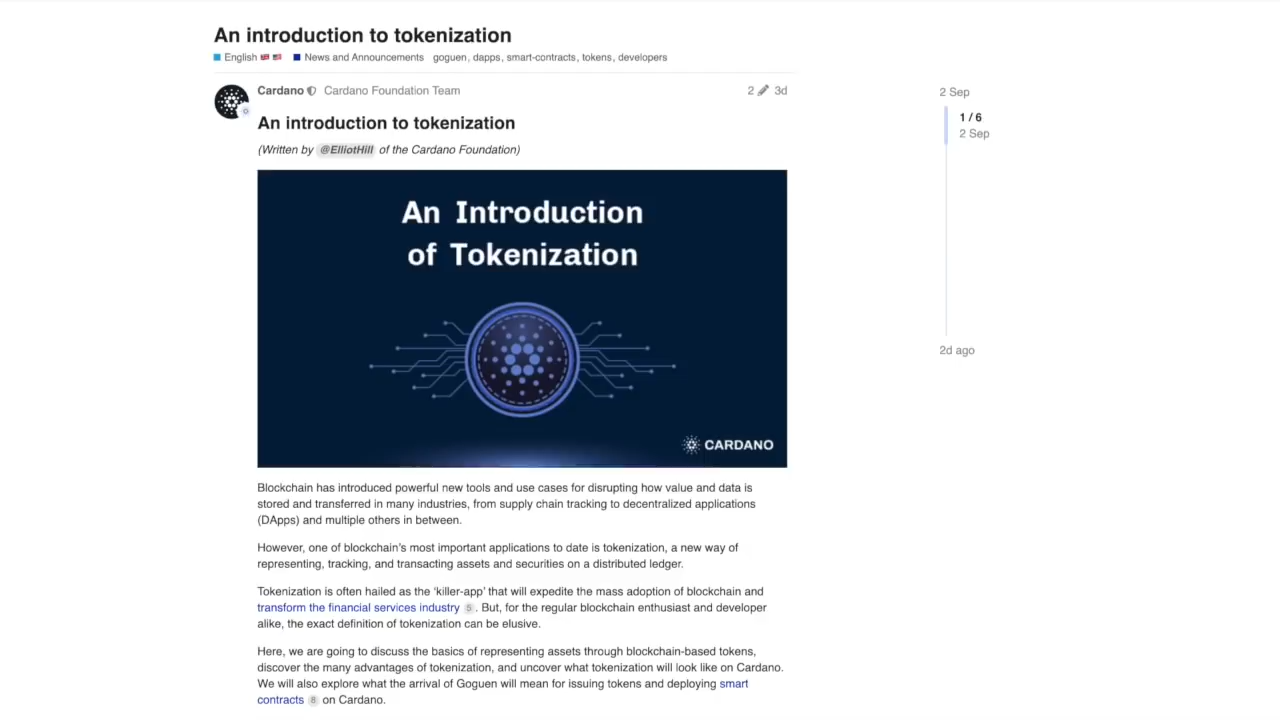 An introduction to tokenization
English News and Announcements goguen, dapps, smart-contracts, tokens, developers
Cardano Cardano Foundation Team 2 3d
An introduction to tokenization
(Written by @ElliotHill of the Cardano Foundation)
An Introduction
of Tokenization
CARDANO
Blockchain has introduced powerful new tools and use cases for disrupting how value and data is
stored and transferred in many industries, from supply chain tracking to decentralized applications
(DApps) and multiple others in between.
However, one of blockchain's most important applications to date is tokenization, a new way of
representing, tracking, and transacting assets and securities on a distributed ledger.
Tokenization is often hailed as the 'killer-app' that will expedite the mass adoption of blockchain and
transform the financial services industry 5 . But, for the regular blockchain enthusiast and developer
alike, the exact definition of tokenization can be elusive.
Here, we are going to discuss the basics of representing assets through blockchain-based tokens,
discover the many advantages of tokenization, and uncover what tokenization will look like on Cardano.
We will also explore what the arrival of Goguen will mean for issuing tokens and deploying smart
contracts 8 on Cardano.
2 Sep
1 / 6
2 Sep
2d ago